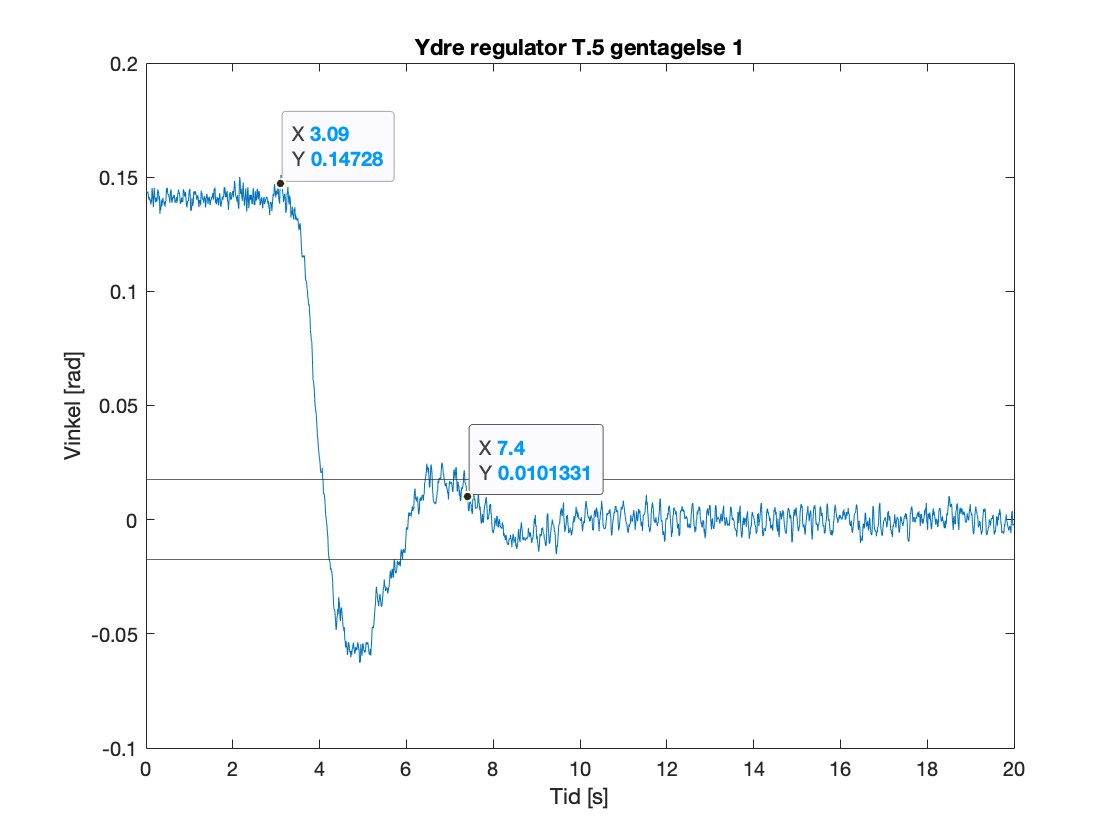 Ydre regulator T.5 gentagelse 1
0.2
0.15
0.1
0.05
0
-0.05
-0.1
Vinkel [rad]
X 3.09
Y 0.14728
X 7.4
Y 0.0101331
0 2 4 6 8 10 12 14 16 18 20
Tid [s]